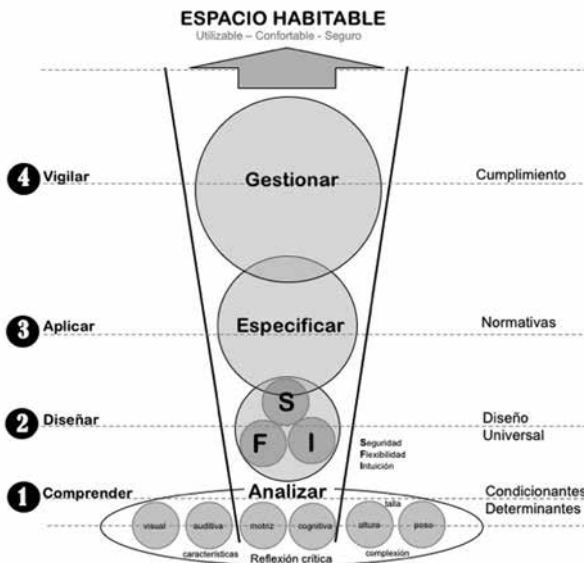 ESPACIO HABITABLE
Utilizable – Confortable - Seguro
4 Vigilar
Gestionar
Cumplimiento
3 Aplicar
Especificar
Normativas
S
2 Diseñar
F I
Diseño
Universal
Seguridad
Flexibilidad
Intuición
1 Comprender
Analizar
Condicionantes
Determinantes
talla
visual auditiva motriz cognitiva altura peso
características
complexión
Reflexión crítica